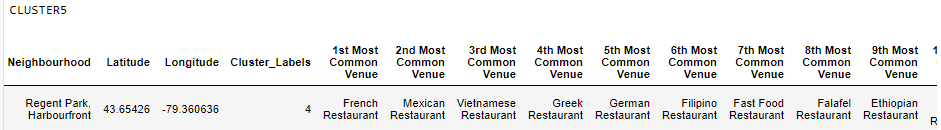 CLUSTER5
1st Most 2nd Most 3rd Most 4th Most 5th Most 6th Most 7th Most 8th Most 9th Most
Neighbourhood Latitude Longitude Cluster_Labels Common Common Common Common Common Common Common Common Common
Venue Venue Venue Venue Venue Venue Venue Venue Venue
Regent Park, French Mexican Vietnamese Greek German Filipino Fast Food Falafel Ethiopian
43.65426 -79.360636 4
Harbourfront Restaurant Restaurant Restaurant Restaurant Restaurant Restaurant Restaurant Restaurant Restaurant